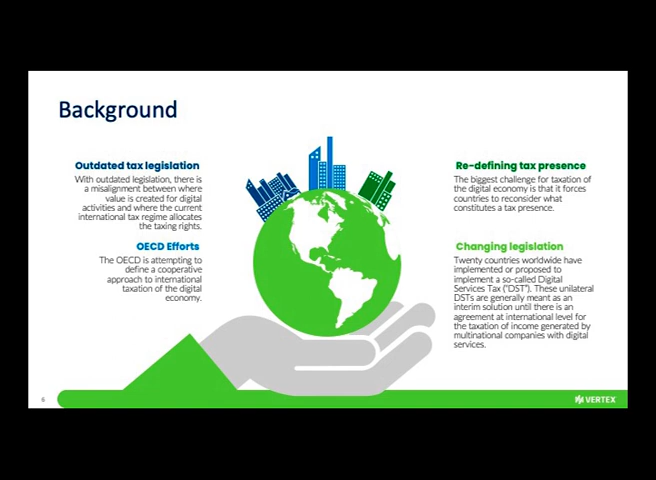 Background
Outdated tax legislation
With outdated legislation, there is
a misalignment between where
value is created for digital
activities and where the current
international tax regime allocates
the taxing rights.
OECD Efforts
The OECD is attempting to
define a cooperative
approach to international
taxation of the digital
economy.
Re-defining tax presence
The biggest challenge for taxation of
the digital economy is that it forces
countries to reconsider what
constitutes a tax presence.
Changing legislation
Twenty countries worldwide have
implemented or proposed to
implement a so-called Digital
Services Tax ("DST"). These unilateral
DSTs are generally meant as an
interim solution until there is an
agreement at international level for
the taxation of income generated by
multinational companies with digital
services.
6
VERTEX